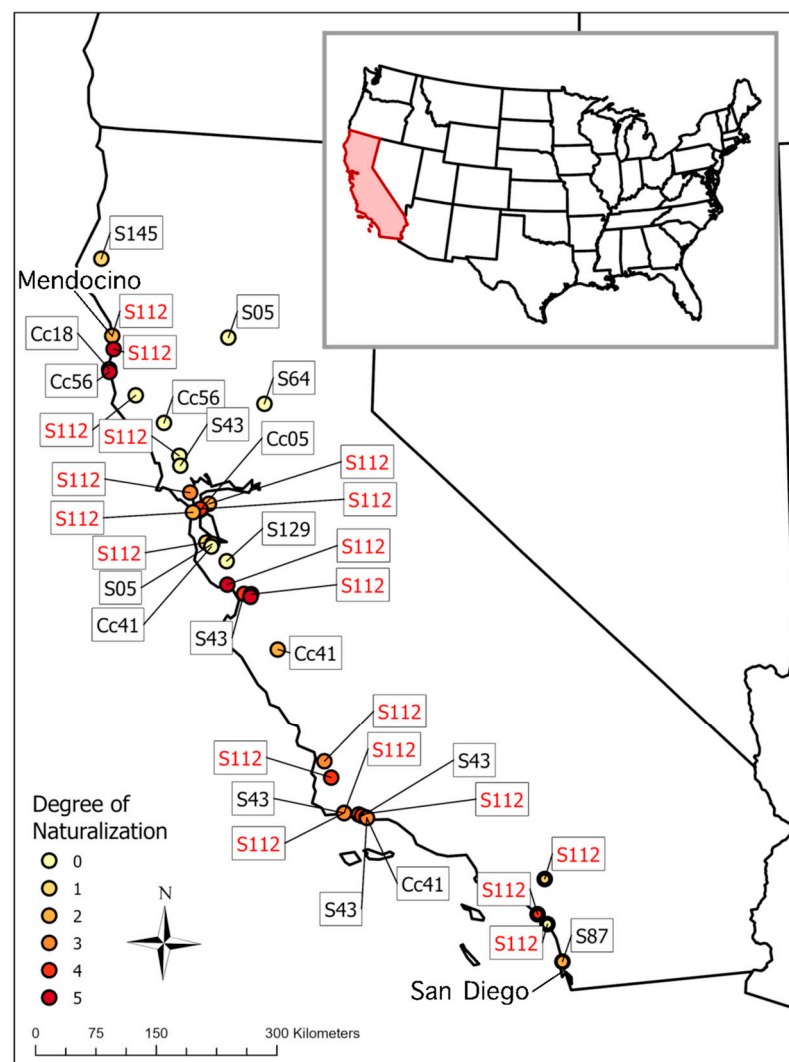 S145
Mendocino
S112
S05
Cc18
S112
Cc56
S64
Cc56
S43
S112
S112
Cc05
S112
S112
S112
S112
S129
S112
S112
S05
S112
Cc41
S43
Cc41
S112
S112
S112
S43
S43
S112
S112
Cc41
S43
S112
S112
S112
S87
San Diego
Degree of
Naturalization
0
1
2
3
4
5
N
0 75 150 300 Kilometers